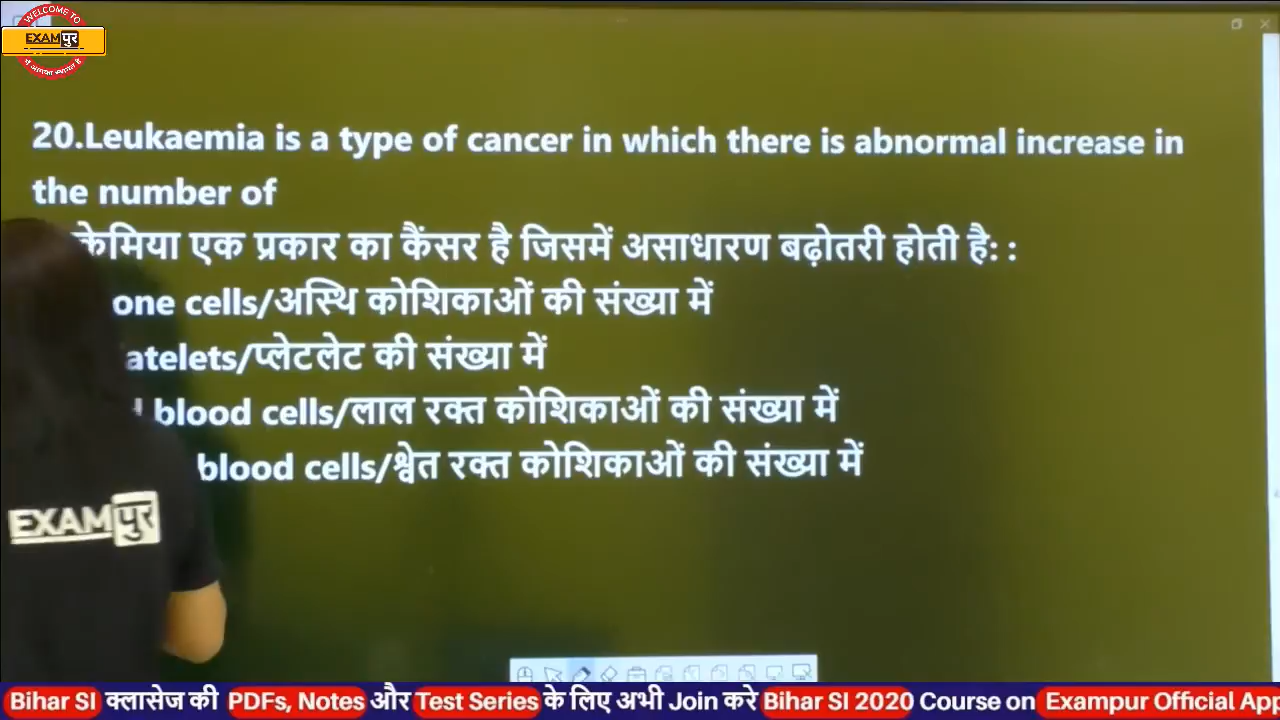 WELCOME TO
EXAMपुर
20.Leukaemia is a type of cancer in which there is abnormal increase in
the number of
केमिया एक प्रकार का कैंसर है जिसमें असाधारण बढ़ोतरी होती है: :
one cells/अस्थि कोशिकाओं की संख्या में
atelets/प्लेटलेट की संख्या में
blood cells/लाल रक्त कोशिकाओं की संख्या में
blood cells/श्वेत रक्त कोशिकाओं की संख्या में
EXAMपुर
Bihar SI क्लासेज की PDFs, Notes और Test Series के लिए अभी Join करे Bihar SI 2020 Course on Exampur Official App